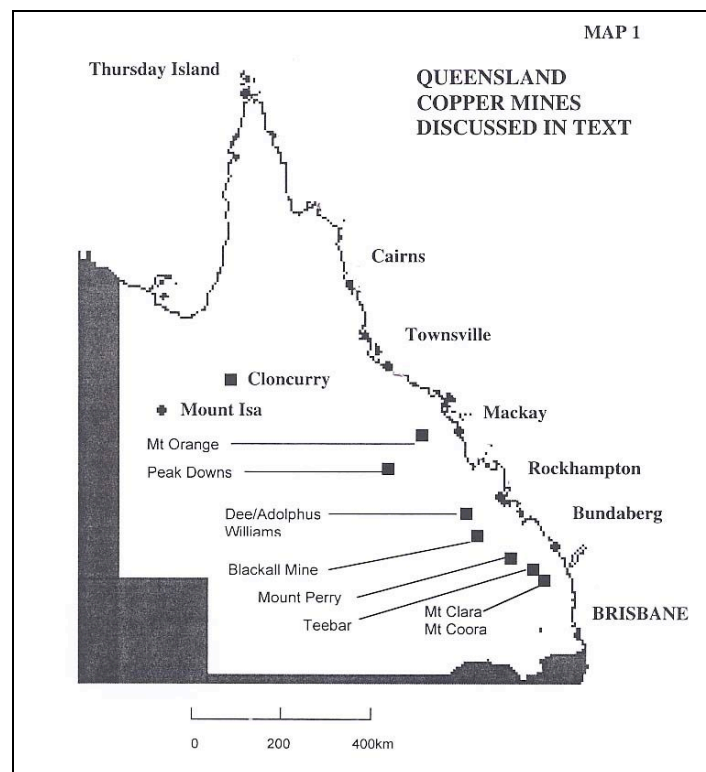 MAP 1
QUEENSLAND
COPPER MINES
DISCUSSED IN TEXT
Thursday Island
Cairns
Townsville
Cloncurry
Mount Isa
Mackay
Mt Orange
Peak Downs
Rockhampton
Dee/Adolphus
Williams
Bundaberg
Blackall Mine
Mount Perry
Teebar
Mt Clara
Mt Coora
BRISBANE
0 200 400km